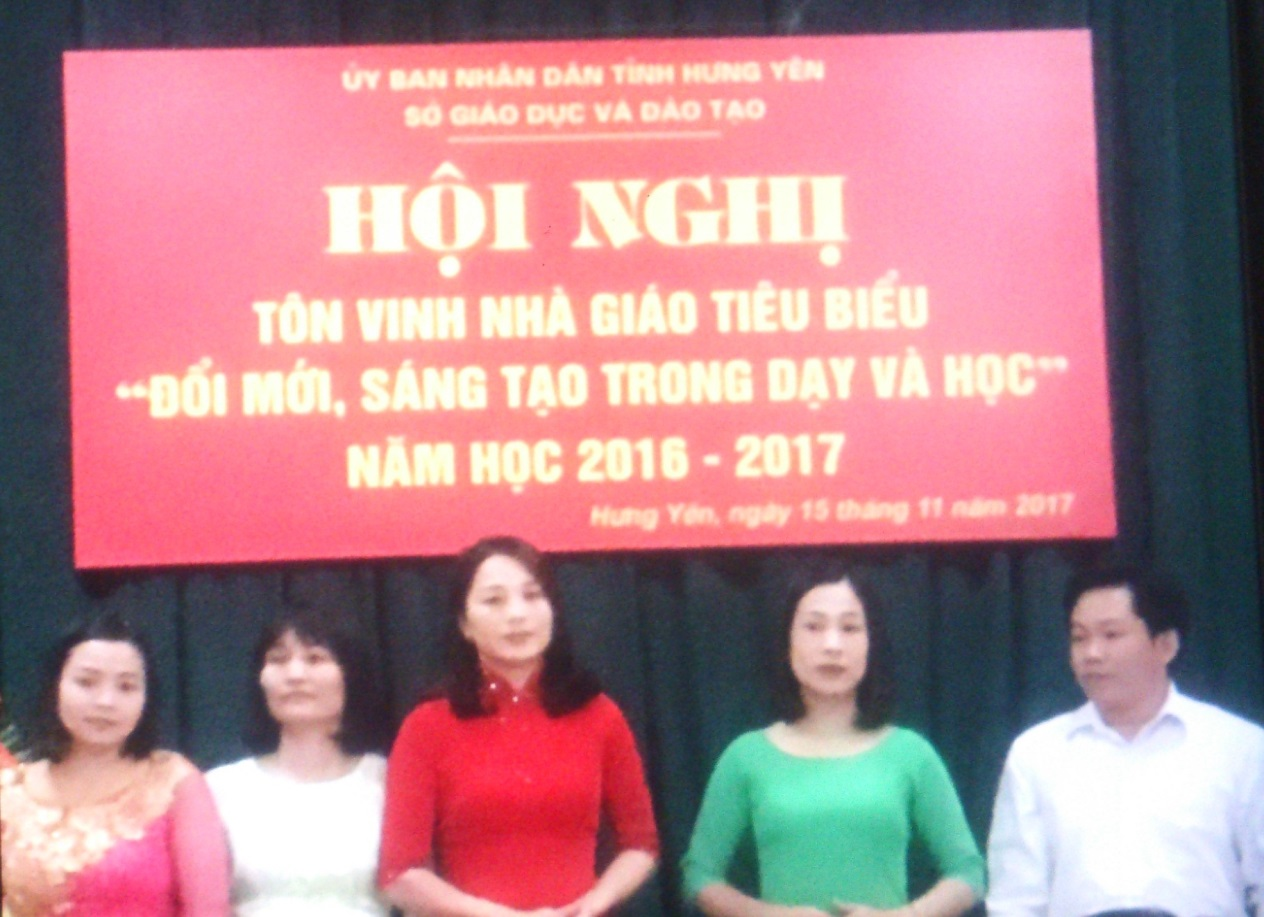 ỦY BAN NHÂN DÂN TỈNH HƯNG YÊN
SỞ GIÁO DỤC VÀ ĐÀO TẠO
HỘI NGHỊ
TÔN VINH NHÀ GIÁO TIÊU BIỂU
“ĐỔI MỚI, SÁNG TẠO TRONG DẠY VÀ HỌC”
NĂM HỌC 2016 - 2017
Hưng Yên, ngày 15 tháng 11 năm 2017